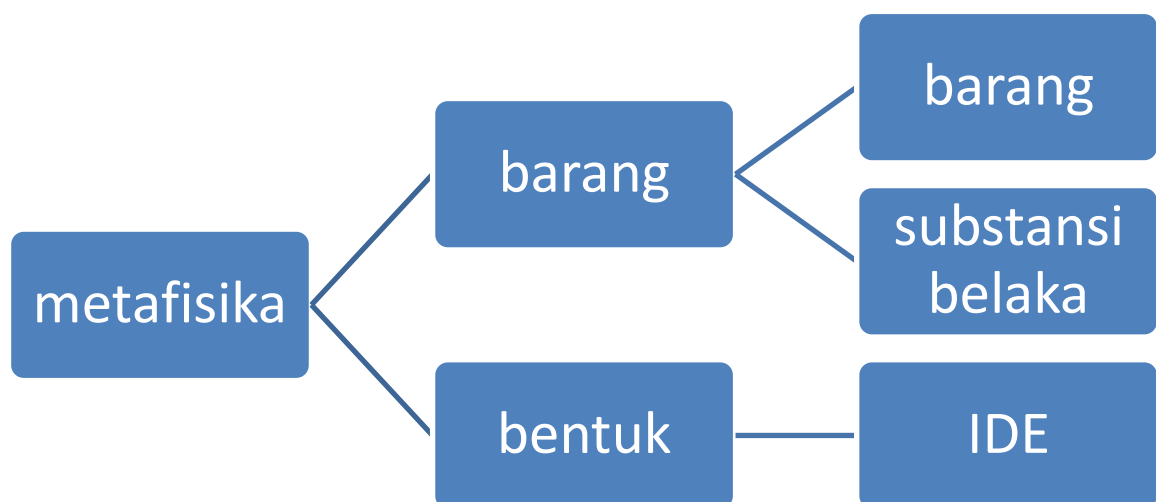 metafisika
barang
barang
substansi
belaka
bentuk
IDE